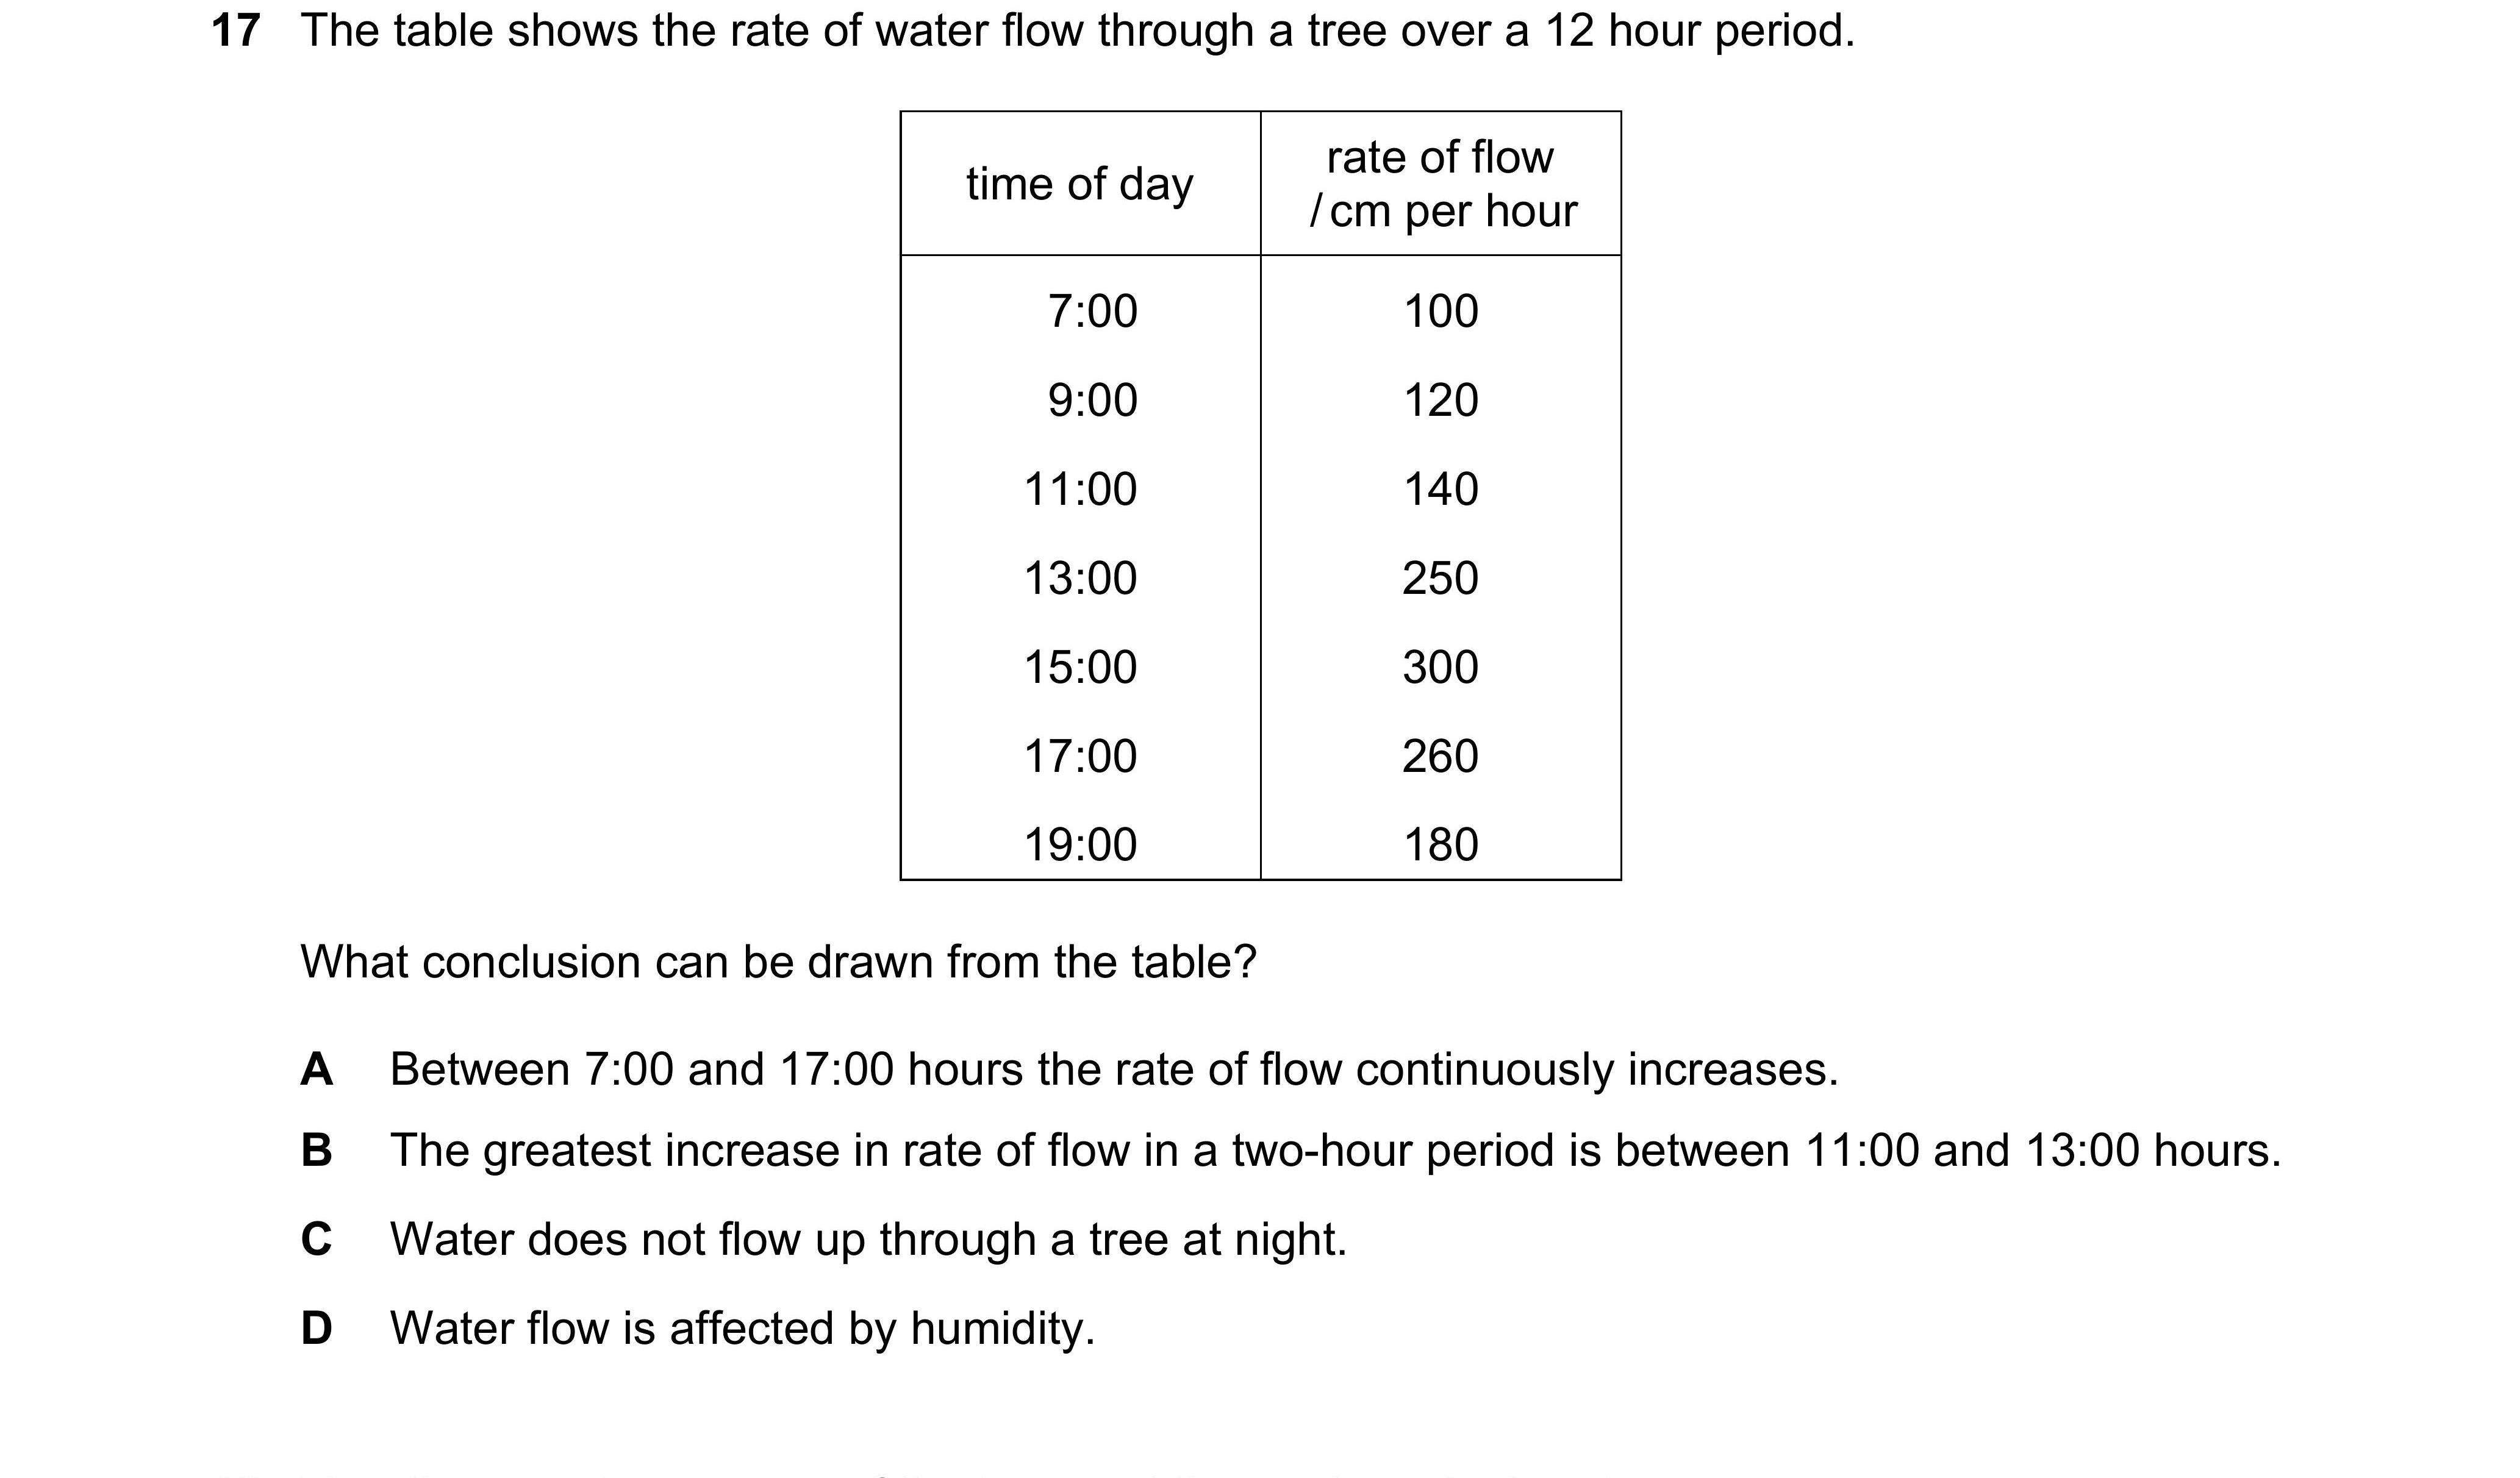 17 The table shows the rate of water flow through a tree over a 12 hour period.
time of day
rate of flow
/ cm per hour
7:00 100
9:00 120
11:00 140
13:00 250
15:00 300
17:00 260
19:00 180
What conclusion can be drawn from the table?
A Between 7:00 and 17:00 hours the rate of flow continuously increases.
B The greatest increase in rate of flow in a two-hour period is between 11:00 and 13:00 hours.
C Water does not flow up through a tree at night.
D Water flow is affected by humidity.